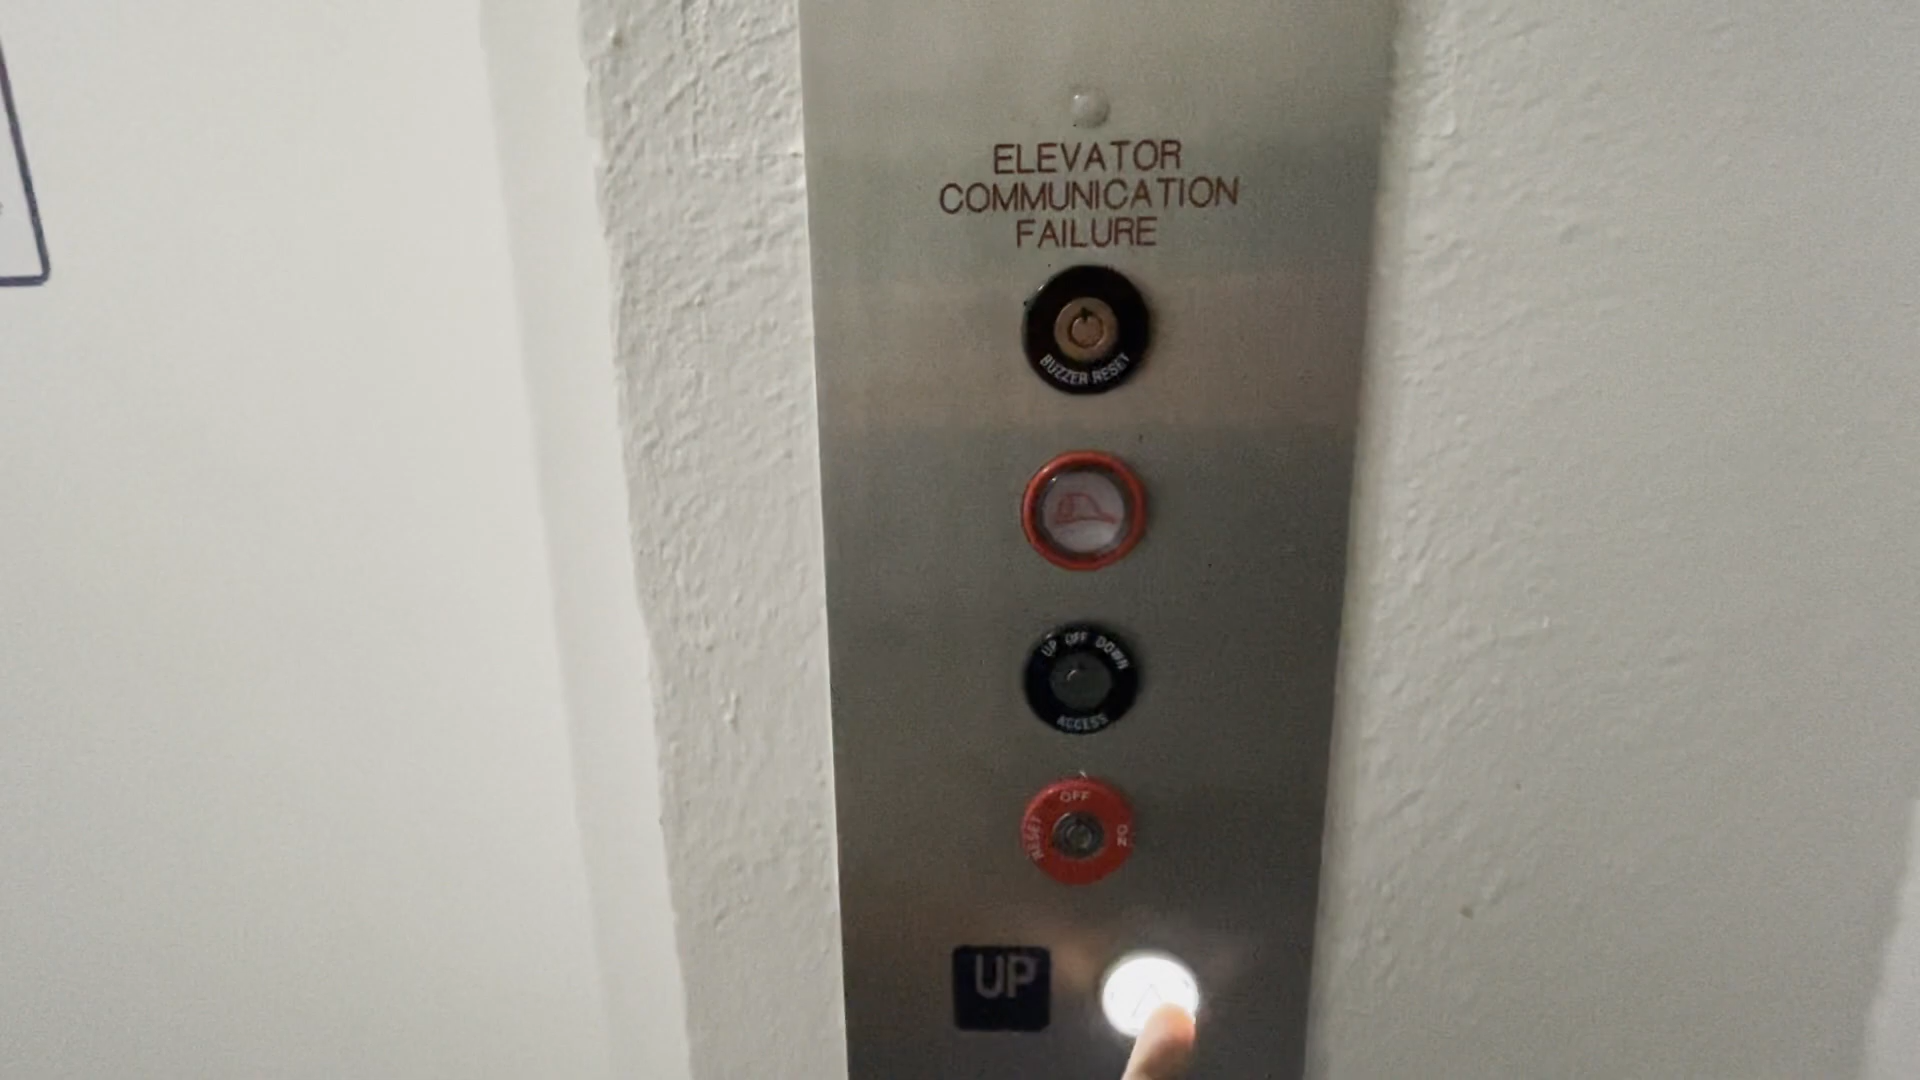 ELEVATOR
COMMUNICATION
FAILURE
BUZZER RESET
UP OFF DOWN
ACCESS
OFF
RESET
ON
UP